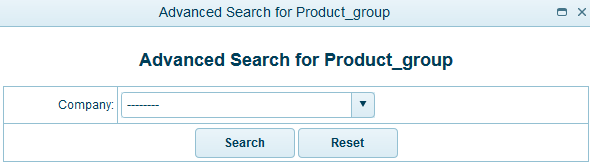 Advanced Search for Product_group
Advanced Search for Product_group
Company: --------
Search Reset